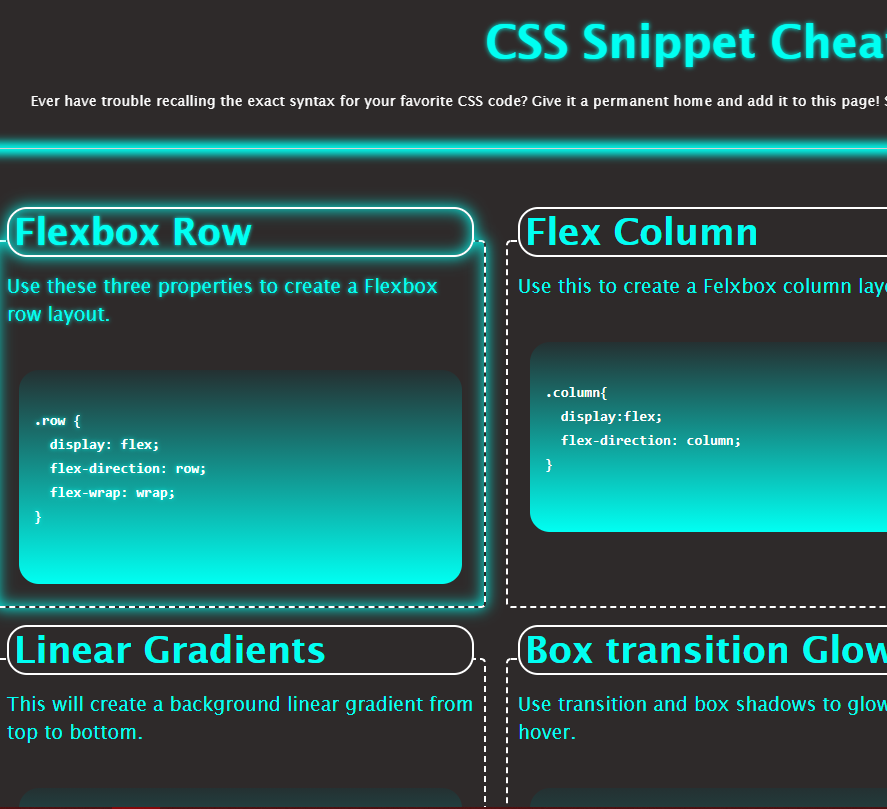 CSS Snippet Chea
Ever have trouble recalling the exact syntax for your favorite CSS code? Give it a permanent home and add it to this page! S
Flexbox Row
Use these three properties to create a Flexbox
row layout.
.row {
display: flex;
flex-direction: row;
flex-wrap: wrap;
}
Flex Column
Use this to create a Felxbox column layo
.column{
display:flex;
flex-direction: column;
}
Linear Gradients
This will create a background linear gradient from
top to bottom.
Box transition Glow
Use transition and box shadows to glow
hover.